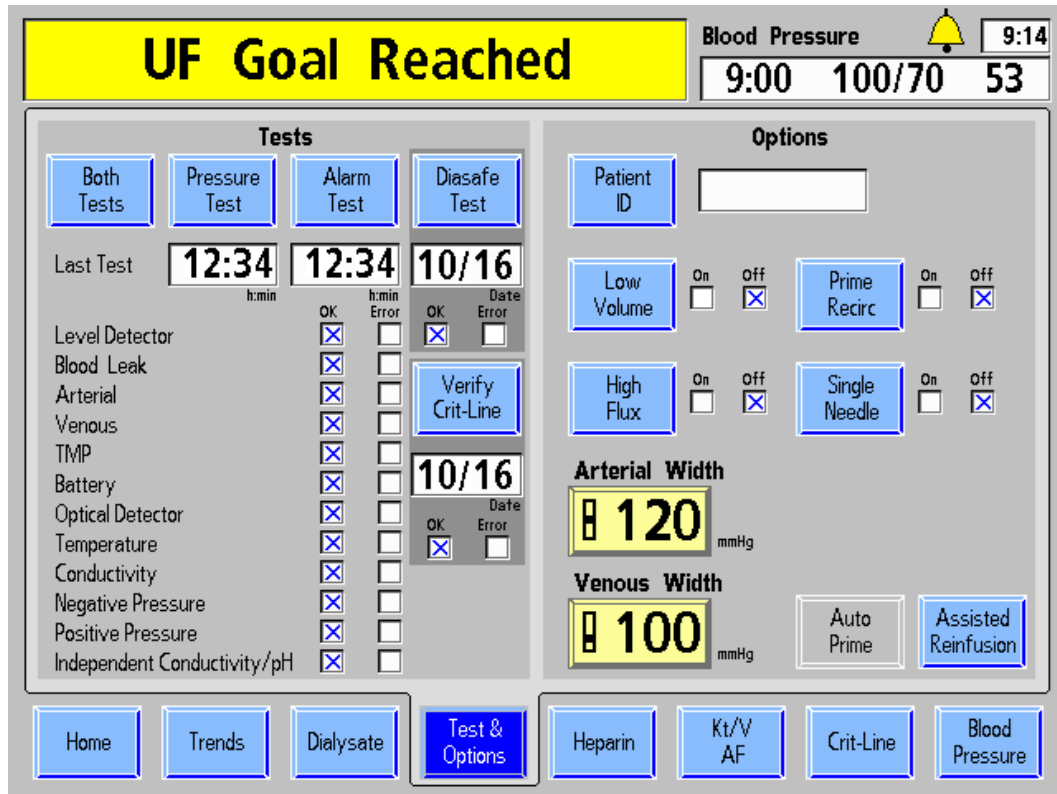 UF Goal Reached
Blood Pressure
9:14
9:00 100/70 53
Tests
Both Tests
Pressure Test
Alarm Test
Diasafe Test
Last Test
12:34
h:min
12:34
h:min
10/16
Date
OK Error
OK Error
Level Detector
Blood Leak
Arterial
Venous
TMP
Battery
Optical Detector
Temperature
Conductivity
Negative Pressure
Positive Pressure
Independent Conductivity/pH
Verify Crit-Line
10/16
Date
OK Error
Options
Patient ID
Low Volume
On Off
Prime Recirc
On Off
High Flux
On Off
Single Needle
On Off
Arterial Width
120 mmHg
Venous Width
100 mmHg
Auto Prime
Assisted Reinfusion
Home
Trends
Dialysate
Test & Options
Heparin
Kt/V AF
Crit-Line
Blood Pressure